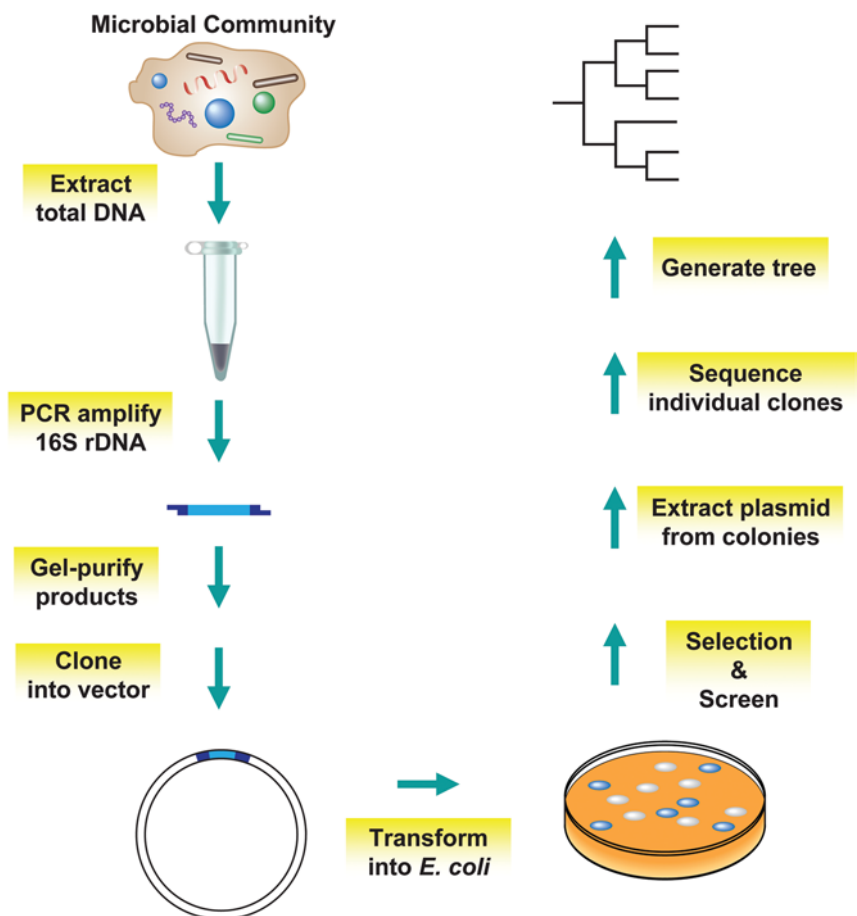 Microbial Community
Extract
total DNA
PCR amplify
16S rDNA
Gel-purify
products
Clone
into vector
Transform
into E. coli
Selection
&
Screen
Extract plasmid
from colonies
Sequence
individual clones
Generate tree